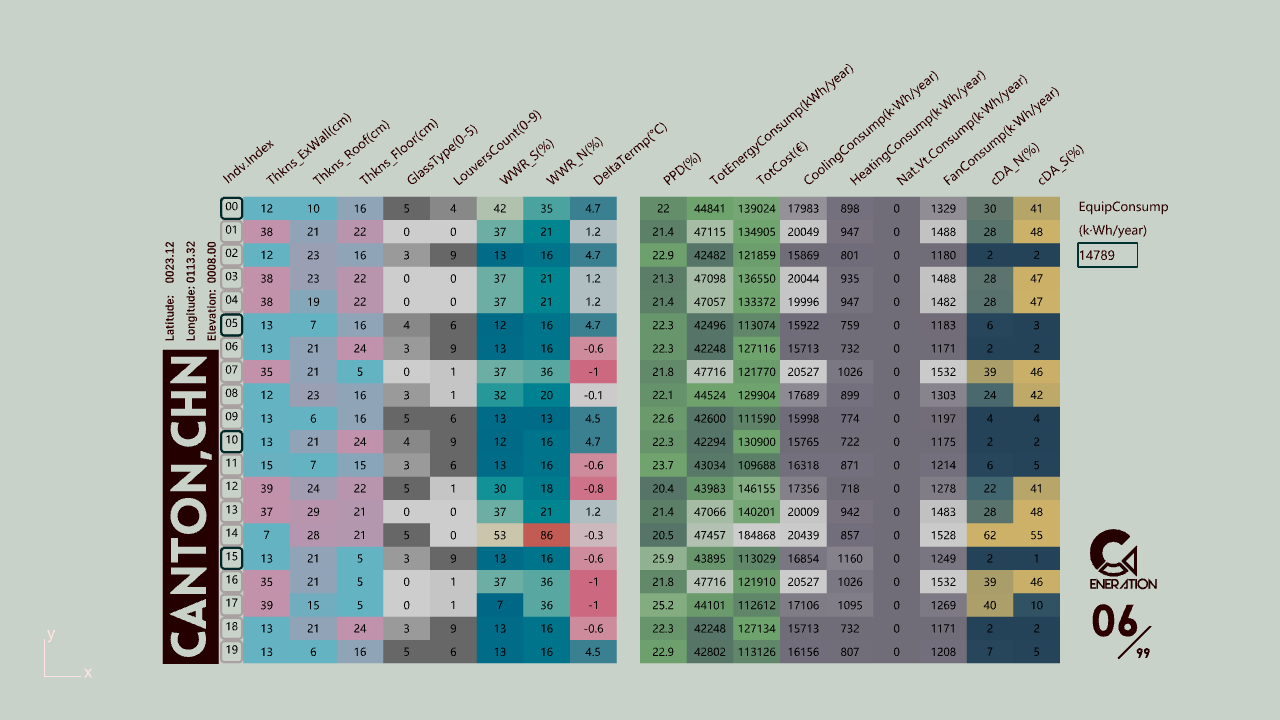 Indv.Index Thkns_ExWall(cm) Thkns_Roof(cm) Thkns_Floor(cm) GlassType(0-5) LouversCount(0-9) WWR_S(%) WWR_N(%) DeltaTermp(°C) PPD(%) TotEnergyConsump(kWh/year) TotCost(€) CoolingConsump(k·Wh/year) HeatingConsump(k·Wh/year) Nat.Vt.Consump(k·Wh/year) FanConsump(k·Wh/year) cDA_N(%) cDA_S(%)
00 12 10 16 5 4 42 35 4.7 22 44841 139024 17983 898 0 1329 30 41
01 38 21 22 0 0 37 21 1.2 21.4 47115 134905 20049 947 0 1488 28 48
02 12 23 16 3 9 13 16 4.7 22.9 42482 121859 15869 801 0 1180 2 2
03 38 23 22 0 0 37 21 1.2 21.3 47098 136550 20044 935 0 1488 28 47
04 38 19 22 0 0 37 21 1.2 21.4 47057 133372 19996 947 0 1482 28 47
05 13 7 16 4 6 12 16 4.7 22.3 42496 113074 15922 759 0 1183 6 3
06 13 21 24 3 9 13 16 -0.6 22.3 42248 127116 15713 732 0 1171 2 2
07 35 21 5 0 1 37 36 -1 21.8 47716 121770 20527 1026 0 1532 39 46
08 12 23 16 3 1 32 20 -0.1 22.1 44524 129904 17689 899 0 1303 24 42
09 13 6 16 5 6 13 13 4.5 22.6 42600 111590 15998 774 0 1197 4 4
10 13 21 24 4 9 12 16 4.7 22.3 42294 130900 15765 722 0 1175 2 2
11 15 7 15 3 6 13 16 -0.6 23.7 43034 109688 16318 871 0 1214 6 5
12 39 24 22 5 1 30 18 -0.8 20.4 43983 146155 17356 718 0 1278 22 41
13 37 29 21 0 0 37 21 1.2 21.4 47066 140201 20009 942 0 1483 28 48
14 7 28 21 5 0 53 86 -0.3 20.5 47457 184868 20439 857 0 1528 62 55
15 13 21 5 3 9 13 16 -0.6 25.9 43895 113029 16854 1160 0 1249 2 1
16 35 21 5 0 1 37 36 -1 21.8 47716 121910 20527 1026 0 1532 39 46
17 39 15 5 0 1 7 36 -1 25.2 44101 112612 17106 1095 0 1269 40 10
18 13 21 24 3 9 13 16 -0.6 22.3 42248 127134 15713 732 0 1171 2 2
19 13 6 16 5 6 13 16 4.5 22.9 42802 113126 16156 807 0 1208 7 5
EquipConsump
(k·Wh/year)
14789
Latitude: 0023.12
Longitude: 0113.32
Elevation: 0008.00
CANTON,CHN
ENERATION
06/99
y
x